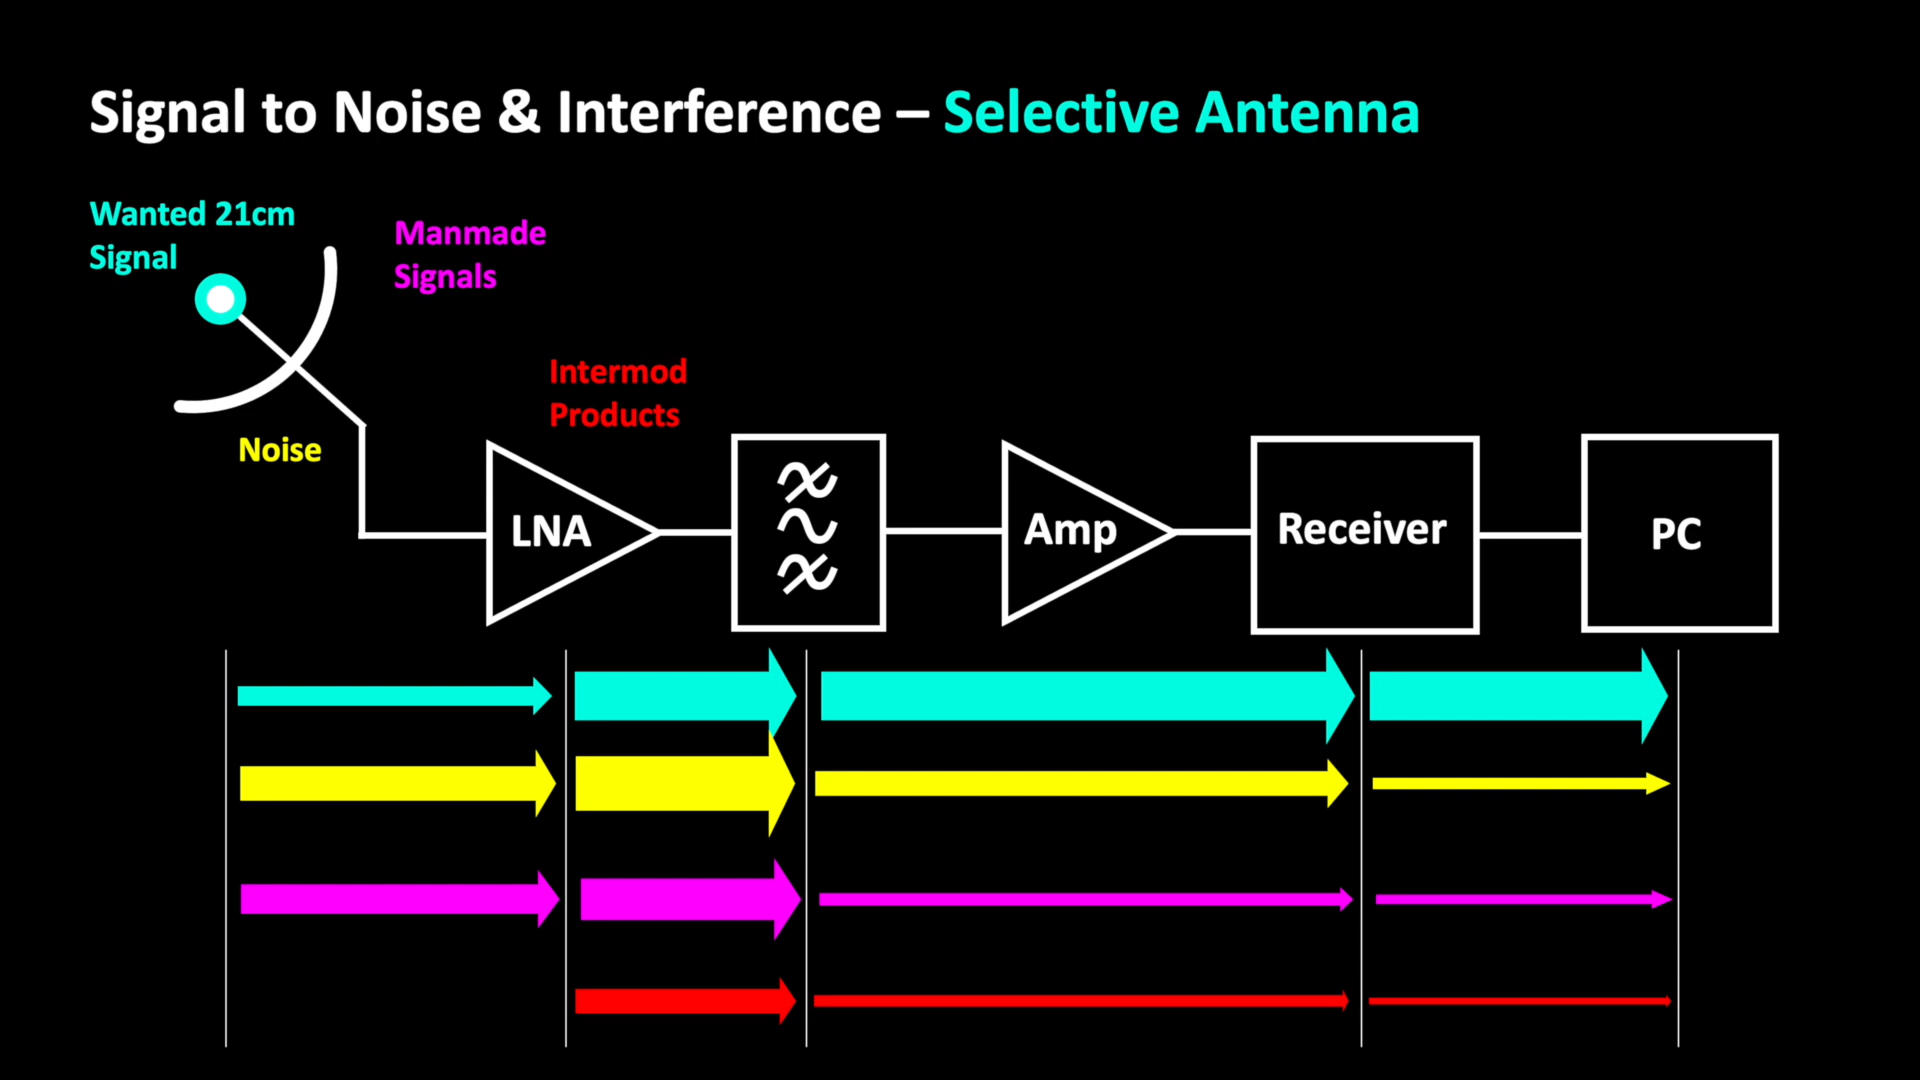 Signal to Noise & Interference – Selective Antenna
Wanted 21cm
Signal
Manmade
Signals
Intermod
Products
Noise
LNA
Amp
Receiver
PC